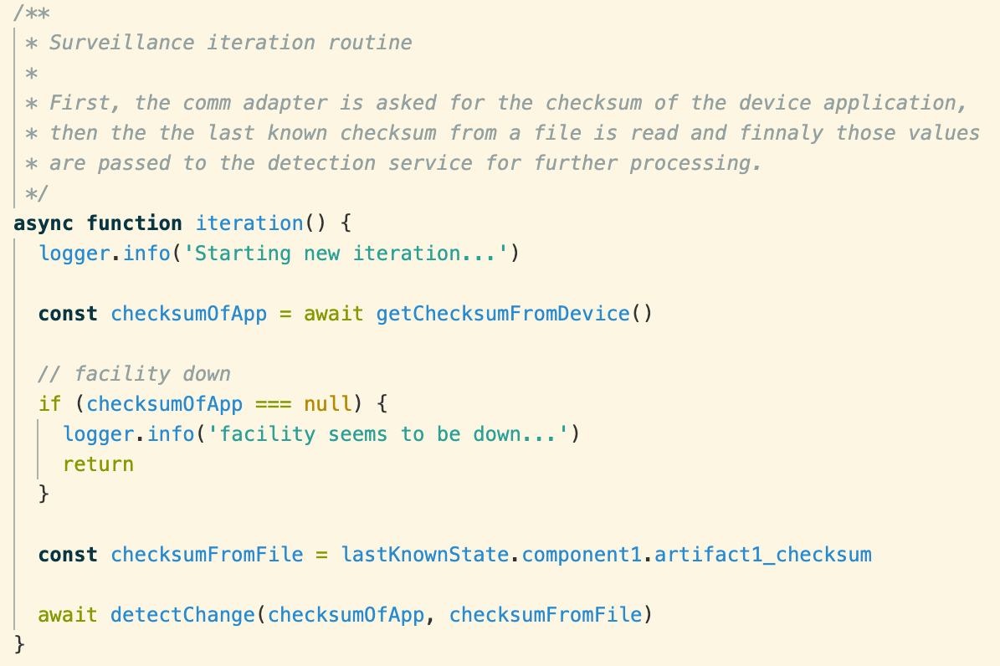 /**
 * Surveillance iteration routine
 *
 * First, the comm adapter is asked for the checksum of the device application,
 * then the the last known checksum from a file is read and finnaly those values
 * are passed to the detection service for further processing.
 */
async function iteration() {
  logger.info('Starting new iteration...')

  const checksumOfApp = await getChecksumFromDevice()

  // facility down
  if (checksumOfApp === null) {
    logger.info('facility seems to be down...')
    return
  }

  const checksumFromFile = lastKnownState.component1.artifact1_checksum

  await detectChange(checksumOfApp, checksumFromFile)
}